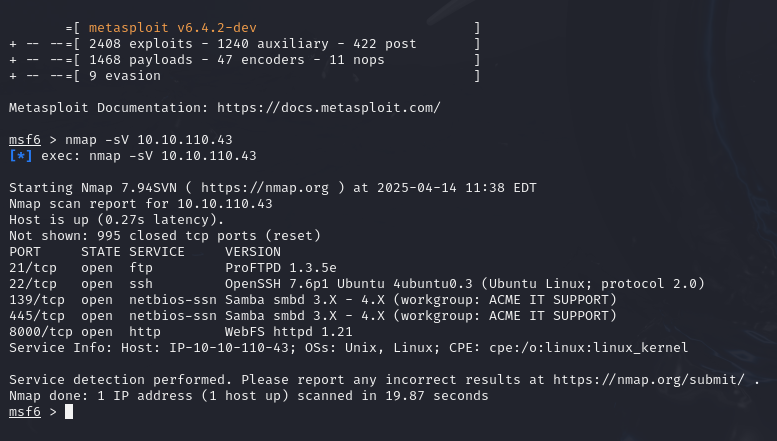 =[ metasploit v6.4.2-dev ]
+ -- --=[ 2408 exploits - 1240 auxiliary - 422 post ]
+ -- --=[ 1468 payloads - 47 encoders - 11 nops ]
+ -- --=[ 9 evasion ]
Metasploit Documentation: https://docs.metasploit.com/
msf6 > nmap -sV 10.10.110.43
[*] exec: nmap -sV 10.10.110.43
Starting Nmap 7.94SVN ( https://nmap.org ) at 2025-04-14 11:38 EDT
Nmap scan report for 10.10.110.43
Host is up (0.27s latency).
Not shown: 995 closed tcp ports (reset)
PORT STATE SERVICE VERSION
21/tcp open ftp ProFTPD 1.3.5e
22/tcp open ssh OpenSSH 7.6p1 Ubuntu 4ubuntu0.3 (Ubuntu Linux; protocol 2.0)
139/tcp open netbios-ssn Samba smbd 3.X - 4.X (workgroup: ACME IT SUPPORT)
445/tcp open netbios-ssn Samba smbd 3.X - 4.X (workgroup: ACME IT SUPPORT)
8000/tcp open http WebFS httpd 1.21
Service Info: Host: IP-10-10-110-43; OSs: Unix, Linux; CPE: cpe:/o:linux:linux_kernel
Service detection performed. Please report any incorrect results at https://nmap.org/submit/ .
Nmap done: 1 IP address (1 host up) scanned in 19.87 seconds
msf6 >